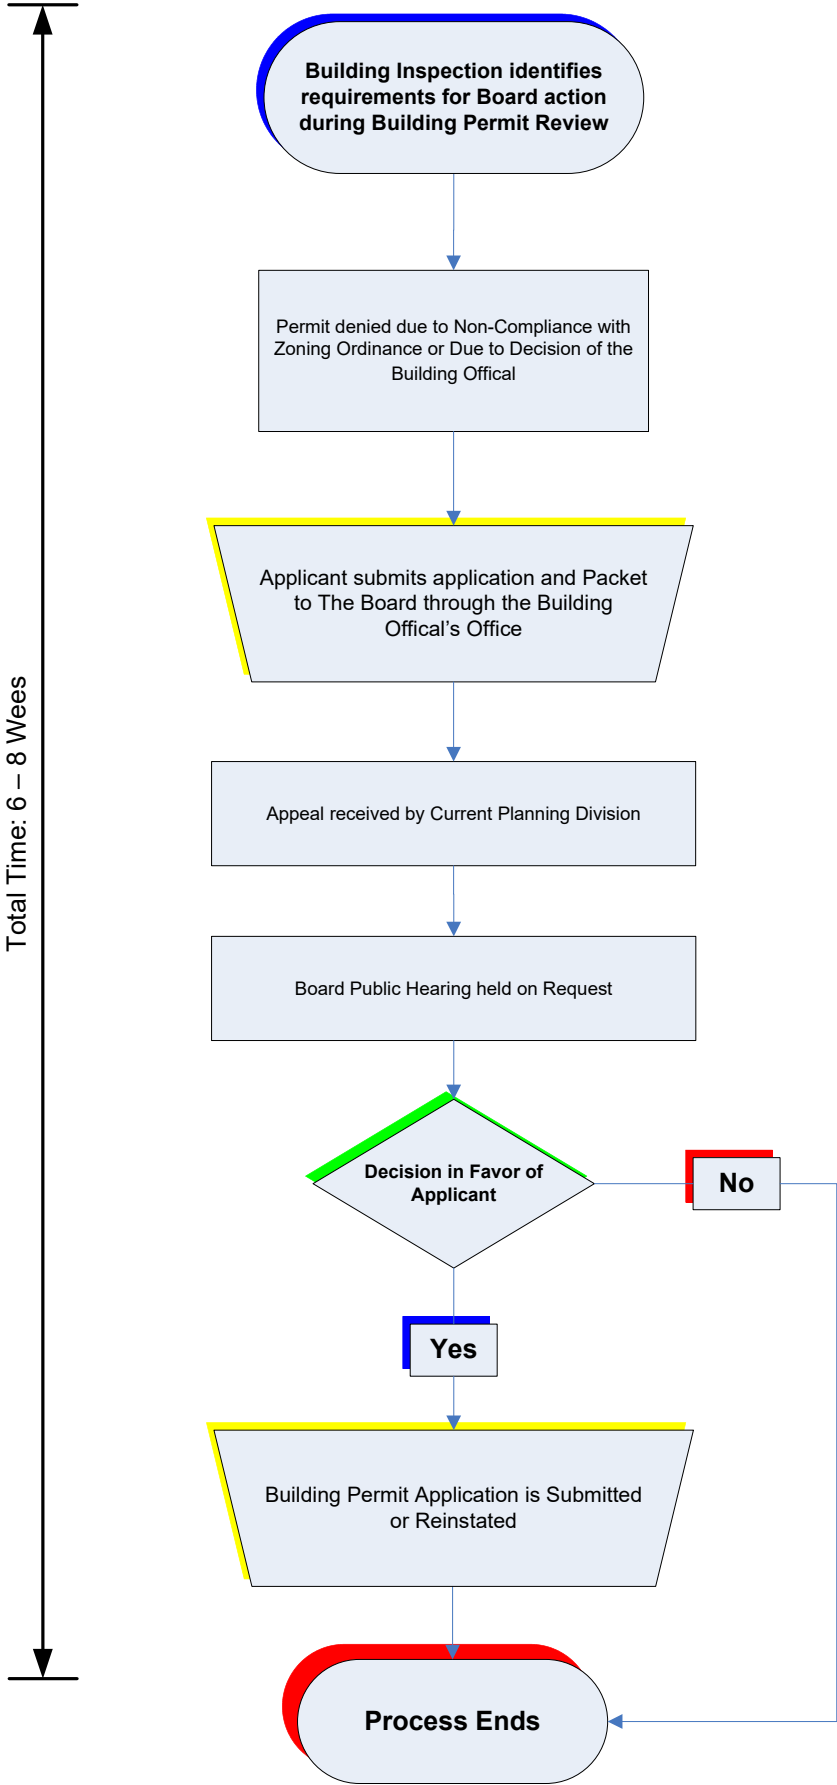 Building Inspection identifies
requirements for Board action
during Building Permit Review
Permit denied due to Non-Compliance with
Zoning Ordinance or Due to Decision of the
Building Offical
Applicant submits application and Packet
to The Board through the Building
Offical's Office
Total Time: 6 – 8 Wees
Appeal received by Current Planning Division
Board Public Hearing held on Request
Decision in Favor of
Applicant
No
Yes
Building Permit Application is Submitted
or Reinstated
Process Ends